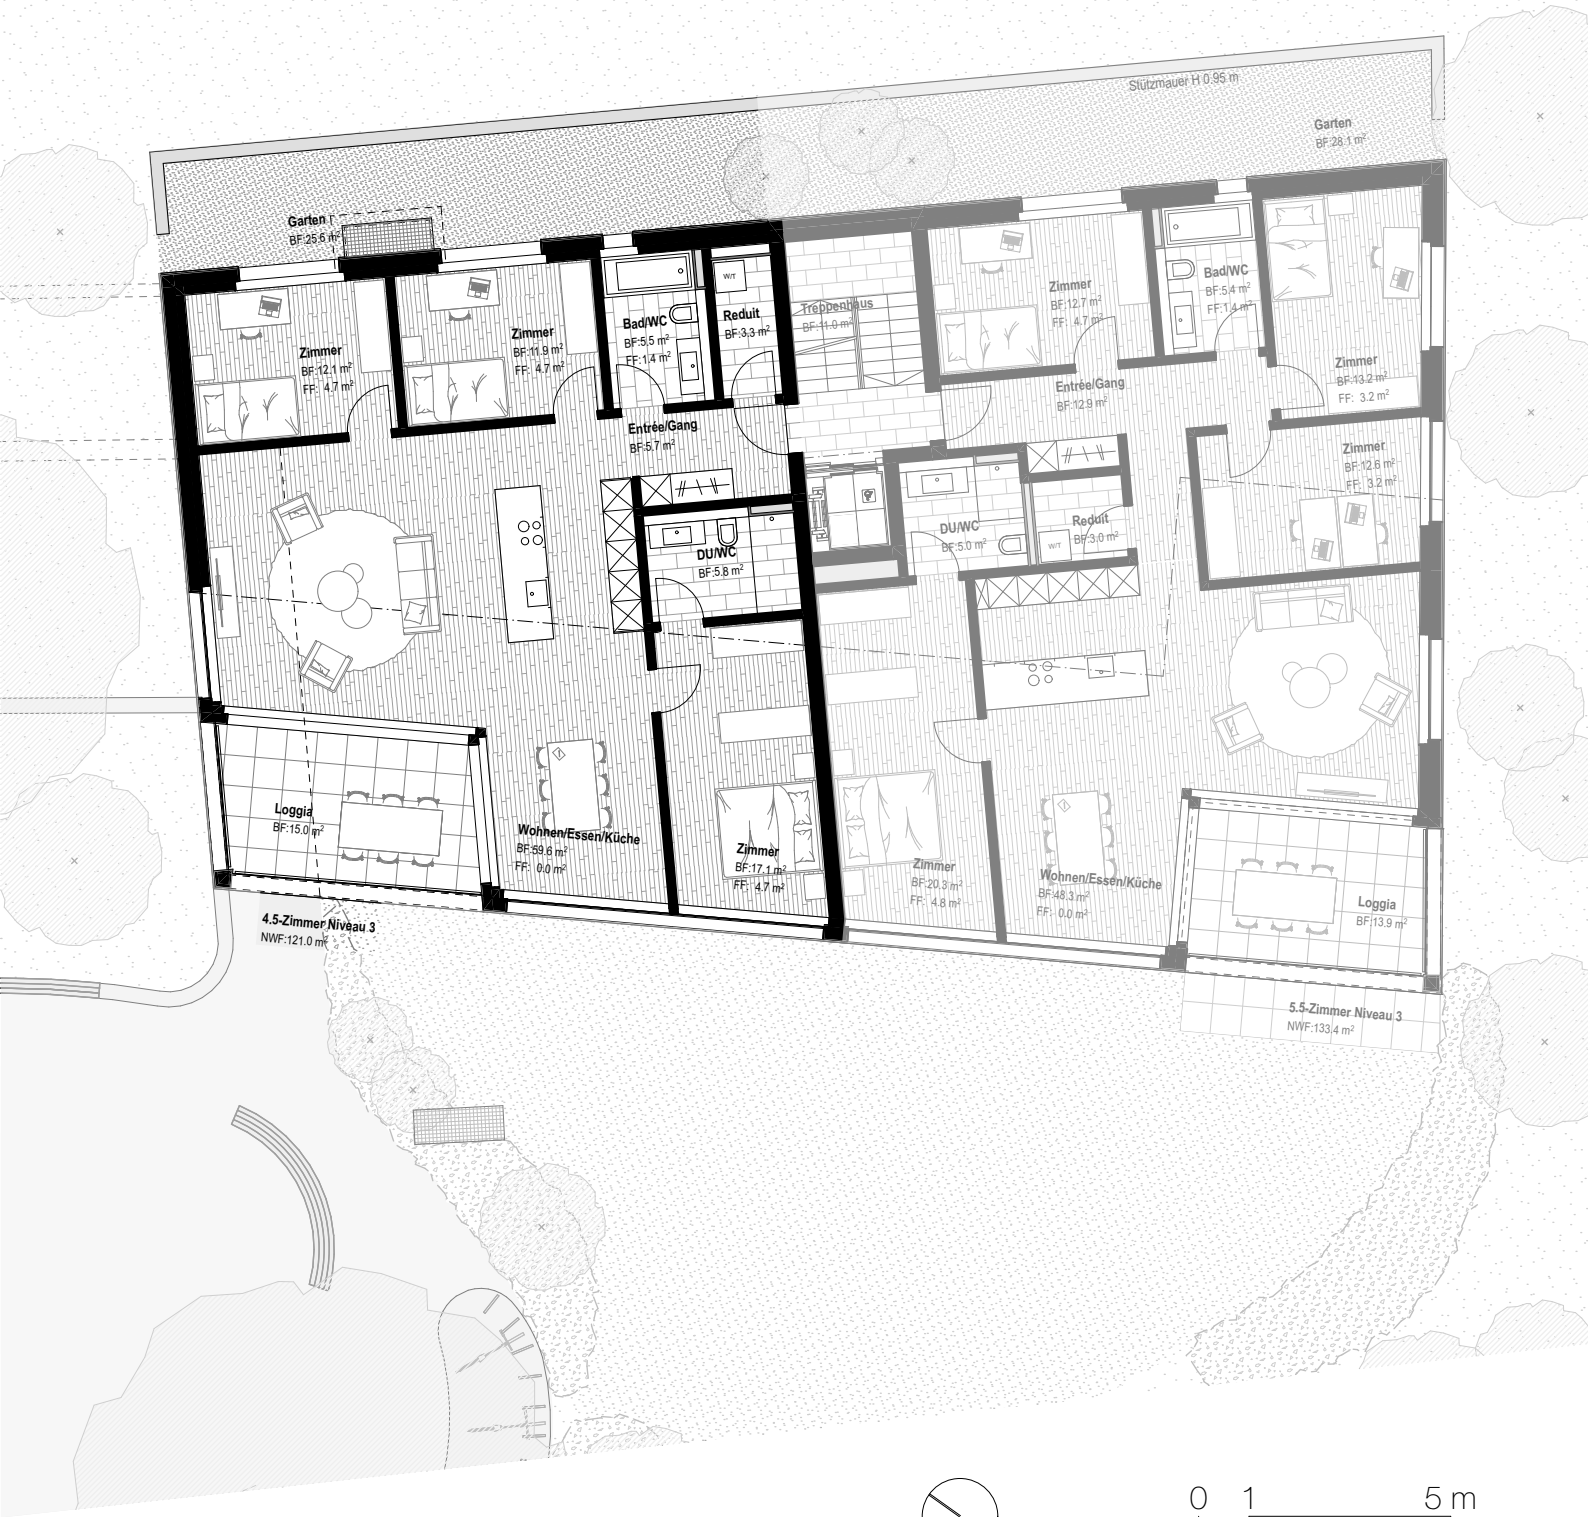 Stützmauer H 0.95 m
Garten
BF:28.1 m²
Garten
BF:25.6 m²
Zimmer
BF:12.1 m²
FF: 4.7 m²
Zimmer
BF:11.9 m²
FF: 4.7 m²
Bad/WC
BF:5.5 m²
FF:1.4 m²
W/T
Reduit
BF:3.3 m²
Treppenhaus
BF:11.0 m²
Zimmer
BF:12.7 m²
FF: 4.7 m²
Bad/WC
BF:5.4 m²
FF:1.4 m²
Zimmer
BF:13.2 m²
FF: 3.2 m²
Entrée/Gang
BF:5.7 m²
Entrée/Gang
BF:12.9 m²
Zimmer
BF:12.6 m²
FF: 3.2 m²
DU/WC
BF:5.8 m²
DU/WC
BF:5.0 m²
Reduit
BF:3.0 m²
W/T
Loggia
BF:15.0 m²
Wohnen/Essen/Küche
BF:59.6 m²
FF: 0.0 m²
Zimmer
BF:17.1 m²
FF: 4.7 m²
Zimmer
BF:20.3 m²
FF: 4.8 m²
Wohnen/Essen/Küche
BF:48.3 m²
FF: 0.0 m²
Loggia
BF:13.9 m²
4.5-Zimmer Niveau 3
NWF:121.0 m²
5.5-Zimmer Niveau 3
NWF:133.4 m²
0 1 5 m